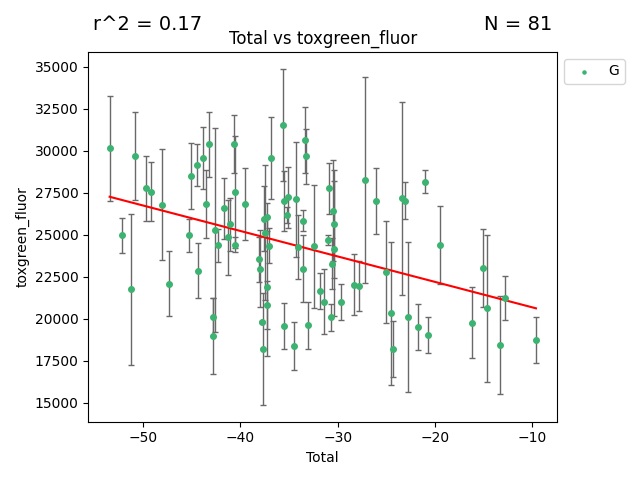 r^2 = 0.17
N = 81
Total vs toxgreen_fluor
G
toxgreen_fluor
35000
32500
30000
27500
25000
22500
20000
17500
15000
−50
−40
−30
−20
−10
Total